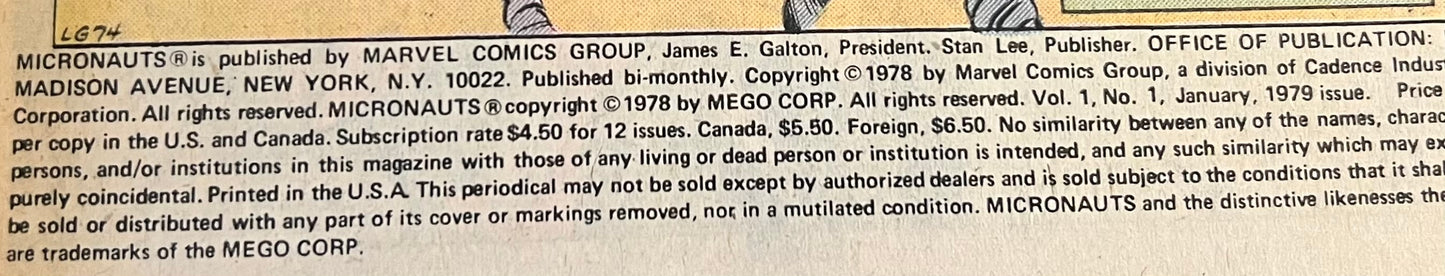 LG74
MICRONAUTS® is published by MARVEL COMICS GROUP, James E. Galton, President. Stan Lee, Publisher. OFFICE OF PUBLICATION:
MADISON AVENUE, NEW YORK, N.Y. 10022. Published bi-monthly. Copyright © 1978 by Marvel Comics Group, a division of Cadence Indus
Corporation. All rights reserved. MICRONAUTS ® copyright © 1978 by MEGO CORP. All rights reserved. Vol. 1, No. 1, January, 1979 issue. Price
per copy in the U.S. and Canada. Subscription rate $4.50 for 12 issues. Canada, $5.50. Foreign, $6.50. No similarity between any of the names, charac
persons, and/or institutions in this magazine with those of any living or dead person or institution is intended, and any such similarity which may ex
purely coincidental. Printed in the U.S.A. This periodical may not be sold except by authorized dealers and is sold subject to the conditions that it shal
be sold or distributed with any part of its cover or markings removed, nor in a mutilated condition. MICRONAUTS and the distinctive likenesses the
are trademarks of the MEGO CORP.